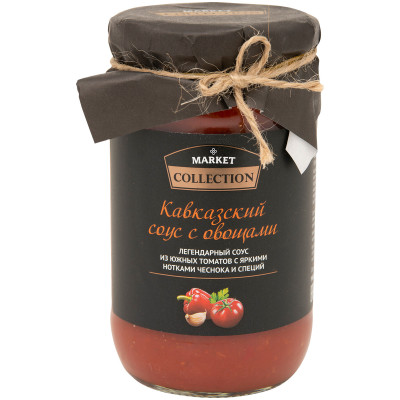 MARKET
COLLECTION
Кавказский
соус с овощами
ЛЕГЕНДАРНЫЙ СОУС
ИЗ ЮЖНЫХ ТОМАТОВ С ЯРКИМИ
НОТКАМИ ЧЕСНОКА И СПЕЦИЙ